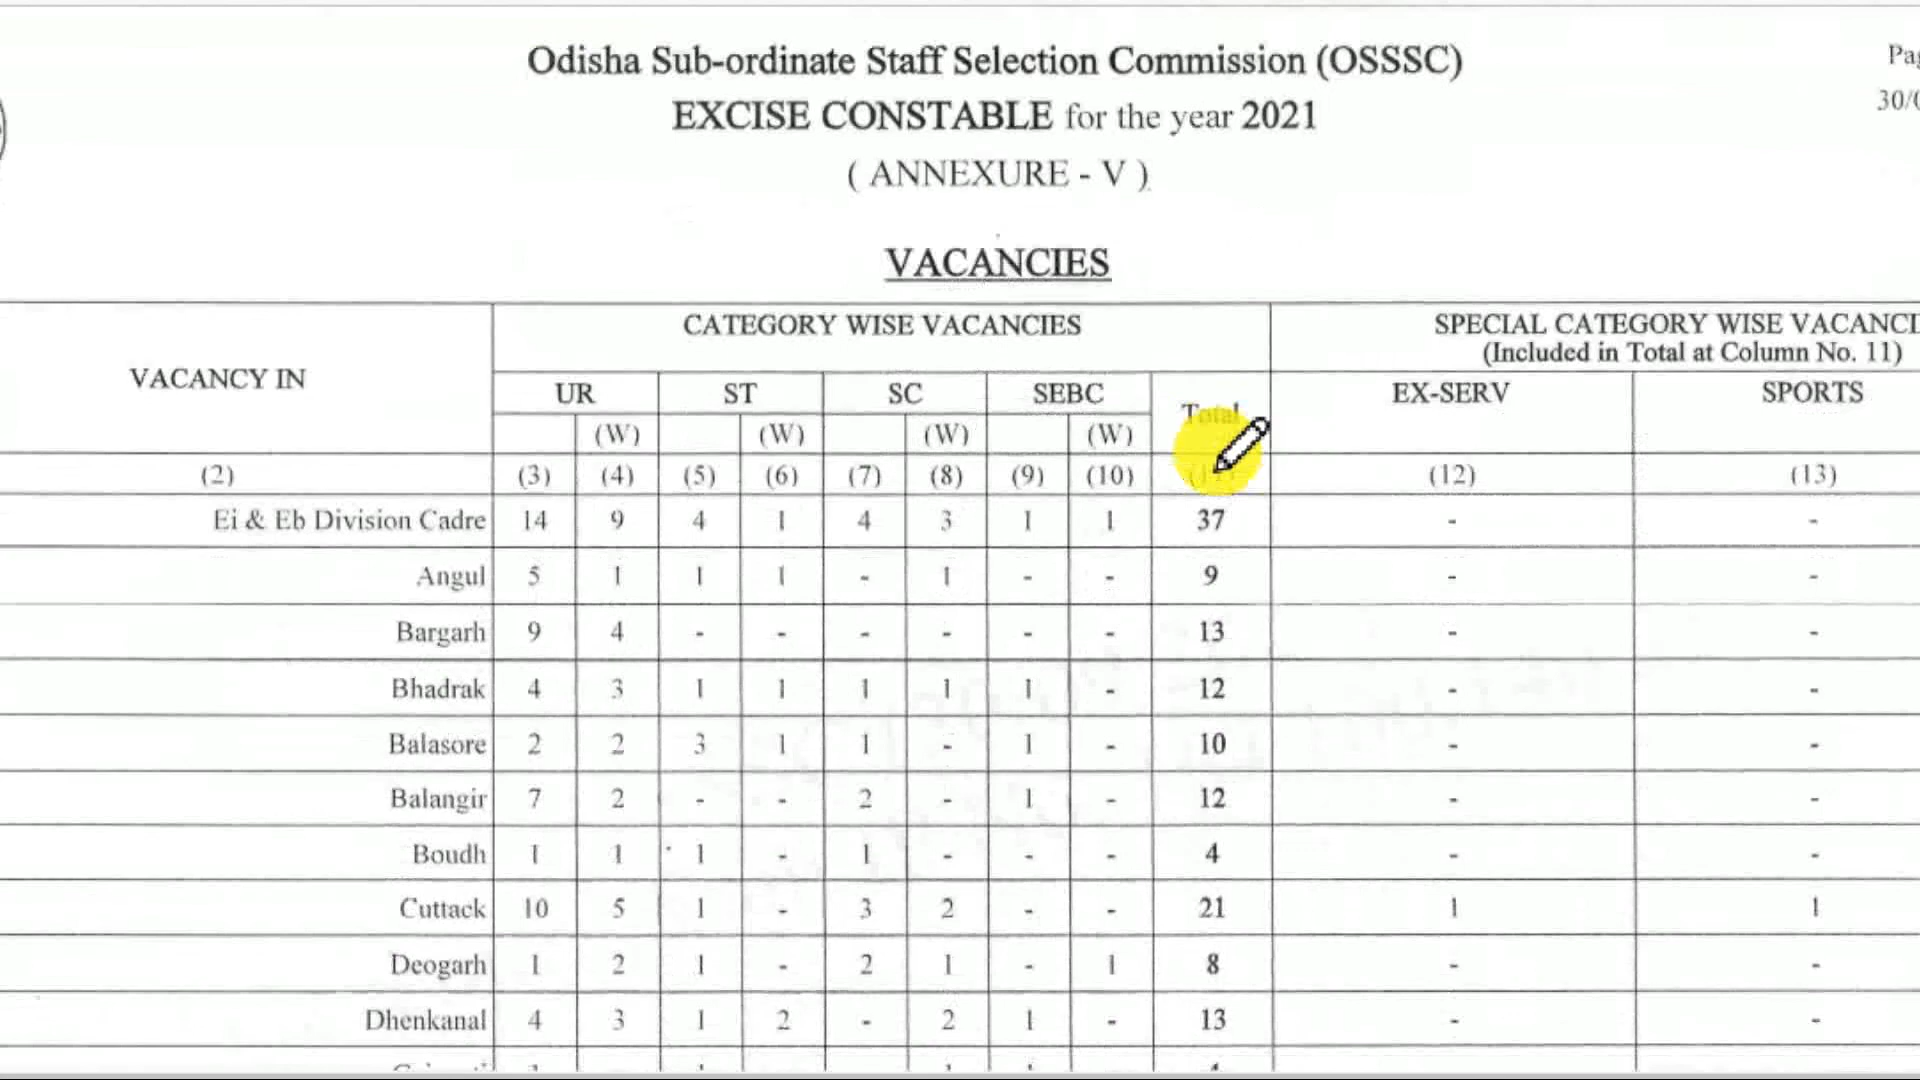 Odisha Sub-ordinate Staff Selection Commission (OSSSC)
EXCISE CONSTABLE for the year 2021
( ANNEXURE - V )
VACANCIES
VACANCY IN CATEGORY WISE VACANCIES SPECIAL CATEGORY WISE
(Included in Total at Column No. 11)
UR ST SC SEBC Total EX-SERV SPORTS
(W) (W) (W) (W)
(2) (3) (4) (5) (6) (7) (8) (9) (10) (12) (13)
Ei & Eb Division Cadre 14 9 4 1 4 3 1 1 37 - -
Angul 5 1 1 1 - 1 - - 9 - -
Bargarh 9 4 - - - - - - 13 - -
Bhadrak 4 3 1 1 1 1 1 - 12 - -
Balasore 2 2 3 1 1 - 1 - 10 - -
Balangir 7 2 - - 2 - 1 - 12 - -
Boudh 1 1 1 - 1 - - - 4 - -
Cuttack 10 5 1 - 3 2 - - 21 1 1
Deogarh 1 2 1 - 2 1 - 1 8 - -
Dhenkanal 4 3 1 2 - 2 1 - 13 - -